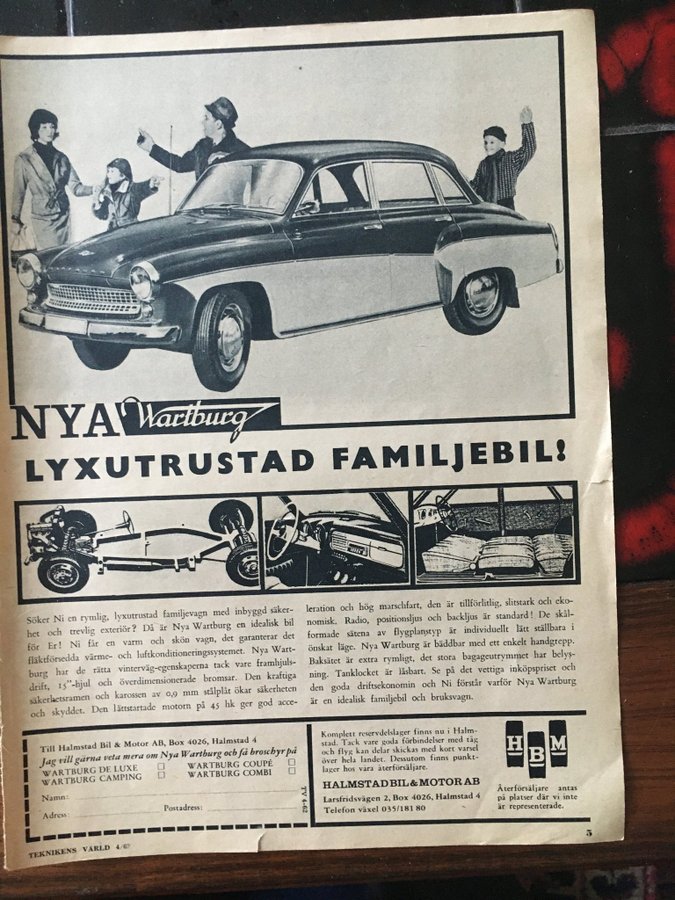 NYA Wartburg
LYXUTRUSTAD FAMILJEBIL!
Söker Ni en rymlig, lyxutrustad familjevagn med inbyggd säker-
het och trevlig exteriör? Då är Nya Wartburg en idealisk bil
för Er! Ni får en varm och skön vagn, det garanterar det
fläktförsedda värme- och luftkonditioneringssystemet. Nya Wart-
burg har de rätta vinterväg-egenskaperna tack vare framhjuls-
drift, 15"-hjul och överdimensionerade bromsar. Den kraftiga
säkerhetsramen och karossen av 0,9 mm stålplåt ökar säkerheten
och skyddet. Den lättstartade motorn på 45 hk ger god acce-
leration och hög marschfart, den är tillförlitlig, slitstark och eko-
nomisk. Radio, positionsljus och backljus är standard! De skål-
formade sätena av flygplanstyp är individuellt lätt ställbara i
önskat läge. Nya Wartburg är bäddbar med ett enkelt handgrepp.
Baksätet är extra rymligt, det stora bagageutrymmet har belys-
ning. Tanklocket är låsbart. Se på det vettiga inköpspriset och
den goda driftsekonomin och Ni förstår varför Nya Wartburg
är en idealisk familjebil och bruksvagn.
Till Halmstad Bil & Motor AB, Box 4026, Halmstad 4
Jag vill gärna veta mera om Nya Wartburg och få broschyr på
WARTBURG DE LUXE □ WARTBURG COUPÉ □
WARTBURG CAMPING □ WARTBURG COMBI □
Namn:
Adress: Postadress:
TV 4-62
Komplett reservdelslager finns nu i Halm-
stad. Tack vare goda förbindelser med tåg
och flyg kan delar skickas med kort varsel
över hela landet. Dessutom finns punkt-
lager hos våra återförsäljare.
HALMSTAD BIL & MOTOR AB
Larsfridsvägen 2, Box 4026, Halmstad 4
Telefon växel 035/181 80
HBM
Återförsäljare antas
på platser där vi inte
är representerade.
TEKNIKENS VÄRLD 4/62
5